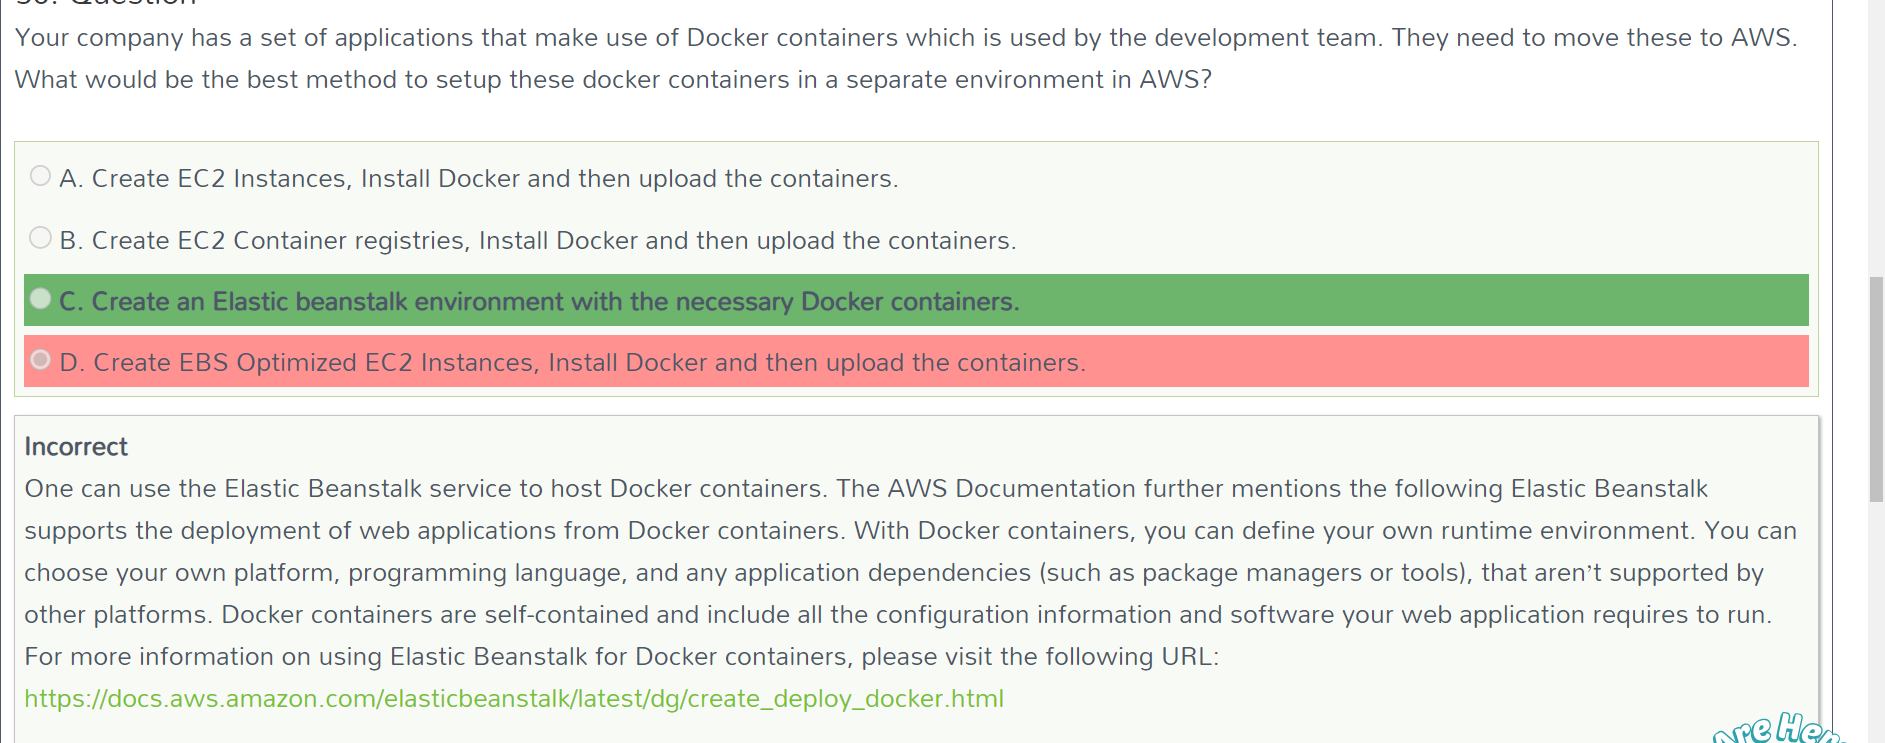 Question
Your company has a set of applications that make use of Docker containers which is used by the development team. They need to move these to AWS.
What would be the best method to setup these docker containers in a separate environment in AWS?
A. Create EC2 Instances, Install Docker and then upload the containers.
B. Create EC2 Container registries, Install Docker and then upload the containers.
C. Create an Elastic beanstalk environment with the necessary Docker containers.
D. Create EBS Optimized EC2 Instances, Install Docker and then upload the containers.
Incorrect
One can use the Elastic Beanstalk service to host Docker containers. The AWS Documentation further mentions the following Elastic Beanstalk
supports the deployment of web applications from Docker containers. With Docker containers, you can define your own runtime environment. You can
choose your own platform, programming language, and any application dependencies (such as package managers or tools), that aren’t supported by
other platforms. Docker containers are self-contained and include all the configuration information and software your web application requires to run.
For more information on using Elastic Beanstalk for Docker containers, please visit the following URL:
https://docs.aws.amazon.com/elasticbeanstalk/latest/dg/create_deploy_docker.html
Are